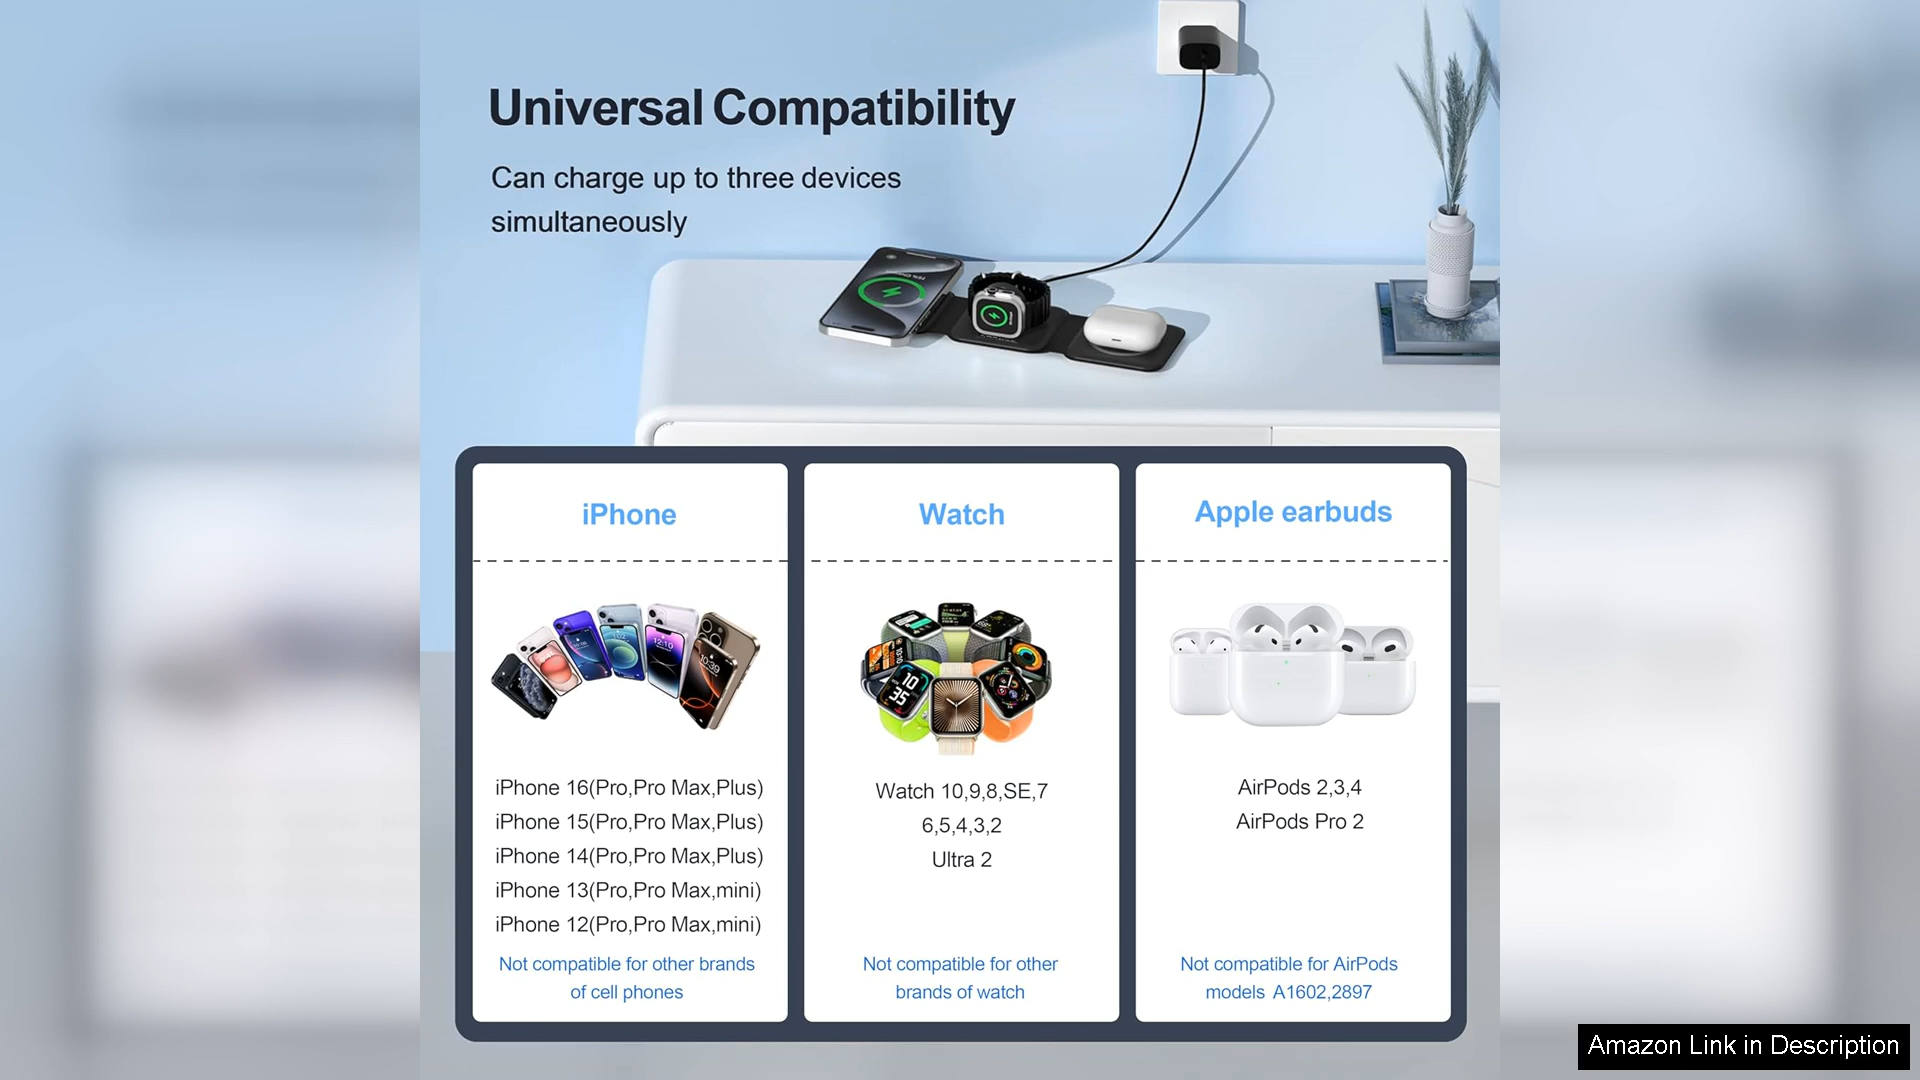 Universal Compatibility
Can charge up to three devices
simultaneously
iPhone
iPhone 16(Pro,Pro Max,Plus)
iPhone 15(Pro,Pro Max,Plus)
iPhone 14(Pro,Pro Max,Plus)
iPhone 13(Pro,Pro Max,mini)
iPhone 12(Pro,Pro Max,mini)
Not compatible for other brands
of cell phones
Watch
Watch 10,9,8,SE,7
6,5,4,3,2
Ultra 2
Not compatible for other
brands of watch
Apple earbuds
AirPods 2,3,4
AirPods Pro 2
Not compatible for AirPods
models A1602,2897
Amazon Link in Description